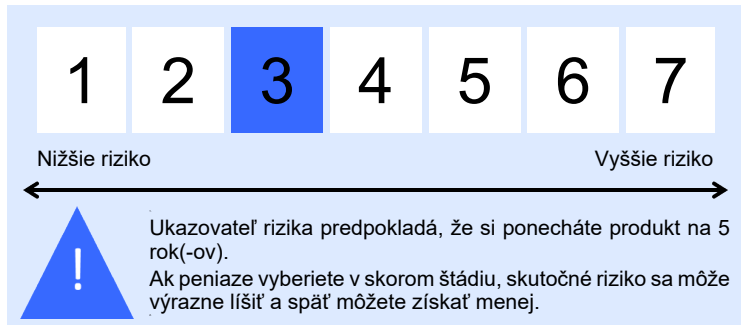 1 2 3 4 5 6 7
Nižšie riziko Vyššie riziko
Ukazovateľ rizika predpokladá, že si ponecháte produkt na 5
rok(-ov).
Ak peniaze vyberiete v skorom štádiu, skutočné riziko sa môže
výrazne líšiť a späť môžete získať menej.
!